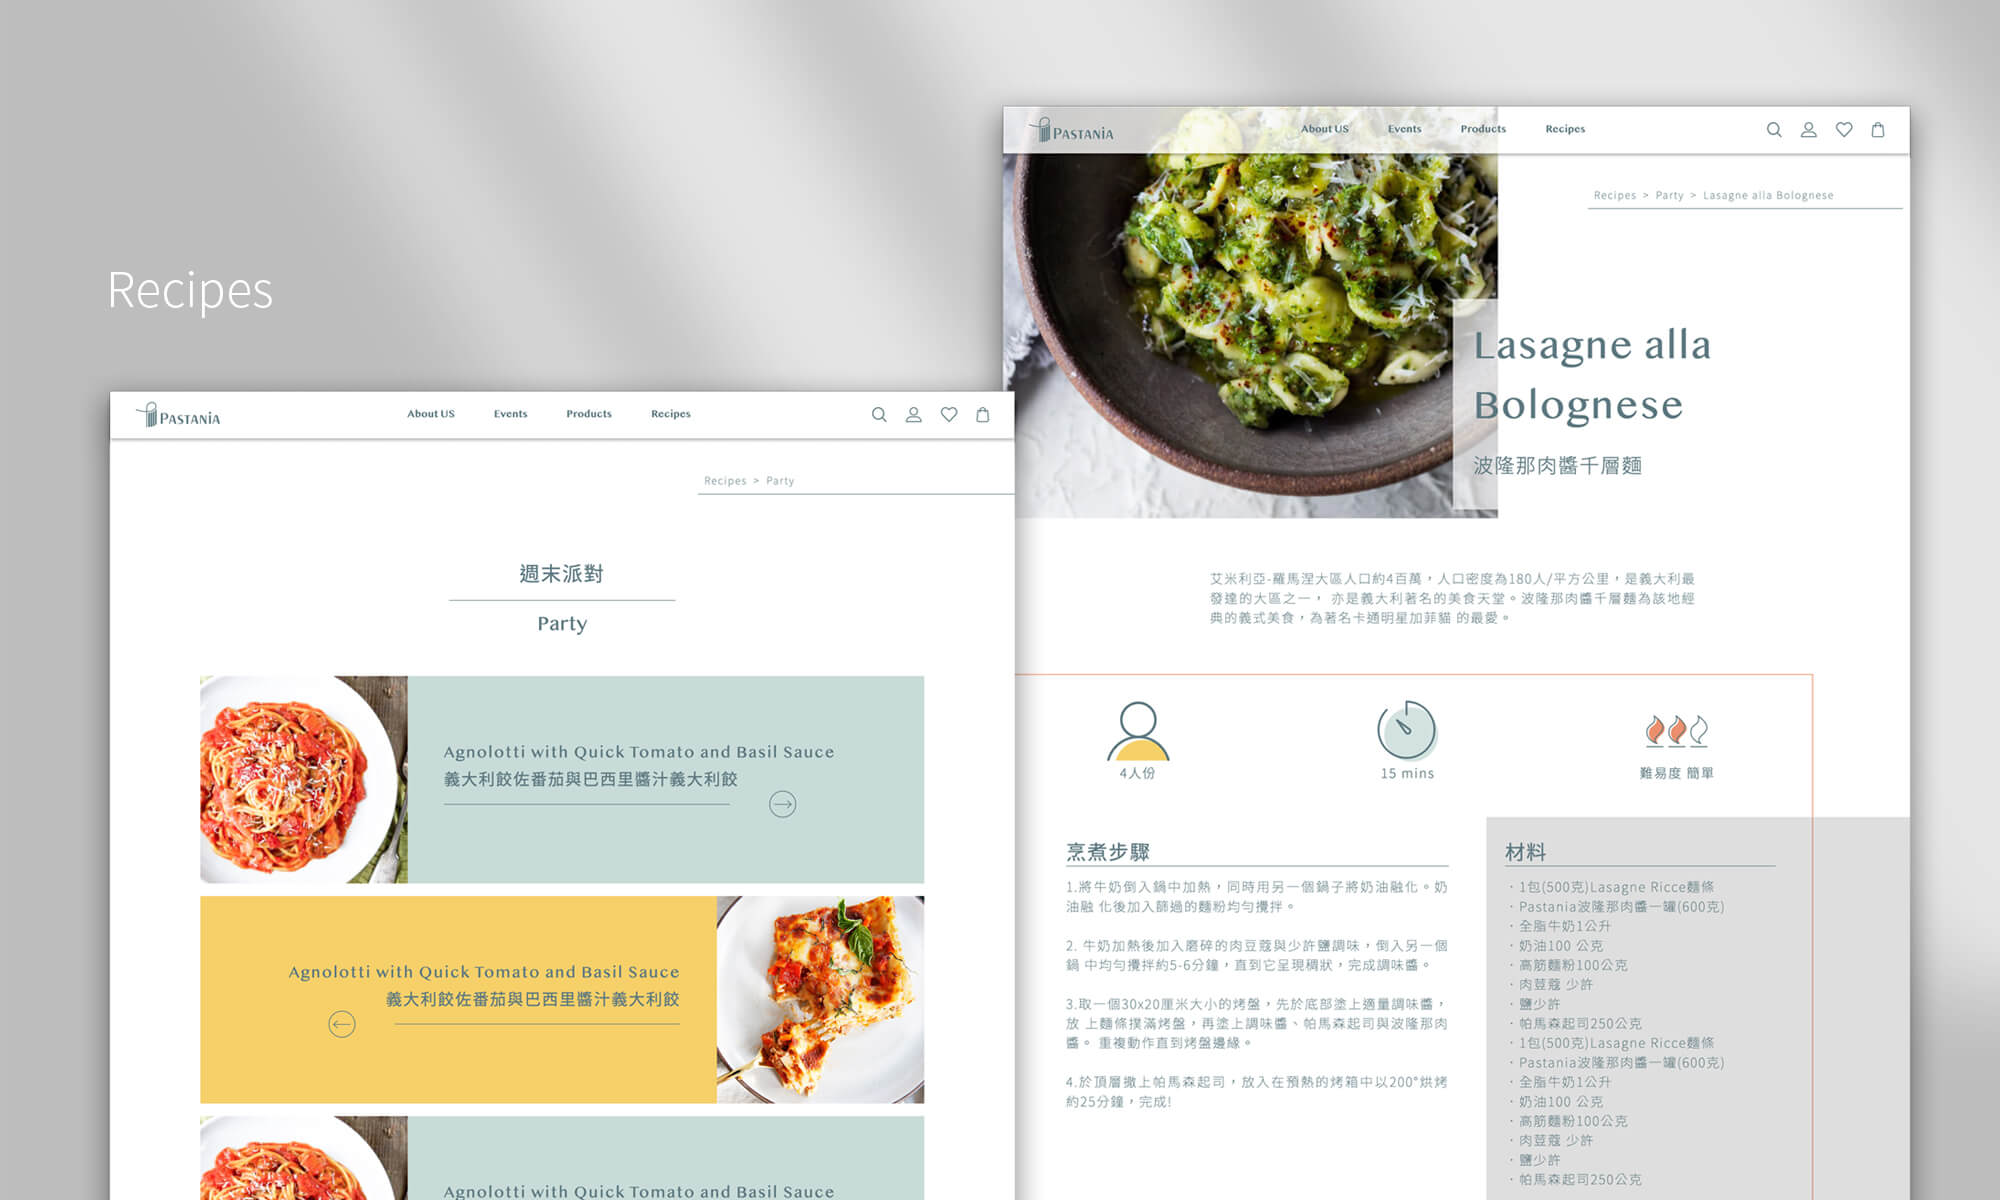 Recipes
PASTANIA
About US
Events
Products
Recipes
Recipes > Party
週末派對
Party
Agnolotti with Quick Tomato and Basil Sauce
義大利餃佐番茄與巴西里醬汁義大利餃
Agnolotti with Quick Tomato and Basil Sauce
義大利餃佐番茄與巴西里醬汁義大利餃
Agnolotti with Quick Tomato and Basil Sauce
PASTANIA
About US
Events
Products
Recipes
Recipes > Party > Lasagne alla Bolognese
Lasagne alla
Bolognese
波隆那肉醬千層麵
艾米利亞-羅馬涅大區人口約4百萬，人口密度為180人/平方公里，是義大利最
發達的大區之一， 亦是義大利著名的美食天堂。波隆那肉醬千層麵為該地經
典的義式美食，為著名卡通明星加菲貓 的最愛。
4人份
15 mins
難易度 簡單
烹煮步驟
1.將牛奶倒入鍋中加熱，同時用另一個鍋子將奶油融化。奶
油融 化後加入篩過的麵粉均勻攪拌。
2. 牛奶加熱後加入磨碎的肉豆蔻與少許鹽調味，倒入另一個
鍋 中均勻攪拌約5-6分鐘，直到它呈現稠狀，完成調味醬。
3.取一個30x20厘米大小的烤盤，先於底部塗上適量調味醬，
放 上麵條撲滿烤盤，再塗上調味醬、帕馬森起司與波隆那肉
醬。 重複動作直到烤盤邊緣。
4.於頂層撒上帕馬森起司，放入在預熱的烤箱中以200°烘烤
約25分鐘，完成!
材料
· 1包(500克)Lasagne Ricce麵條
· Pastania波隆那肉醬一罐(600克)
· 全脂牛奶1公升
· 奶油100 公克
· 高筋麵粉100公克
· 肉荳蔻 少許
· 鹽少許
· 帕馬森起司250公克
· 1包(500克)Lasagne Ricce麵條
· Pastania波隆那肉醬一罐(600克)
· 全脂牛奶1公升
· 奶油100 公克
· 高筋麵粉100公克
· 肉荳蔻 少許
· 鹽少許
· 帕馬森起司250公克